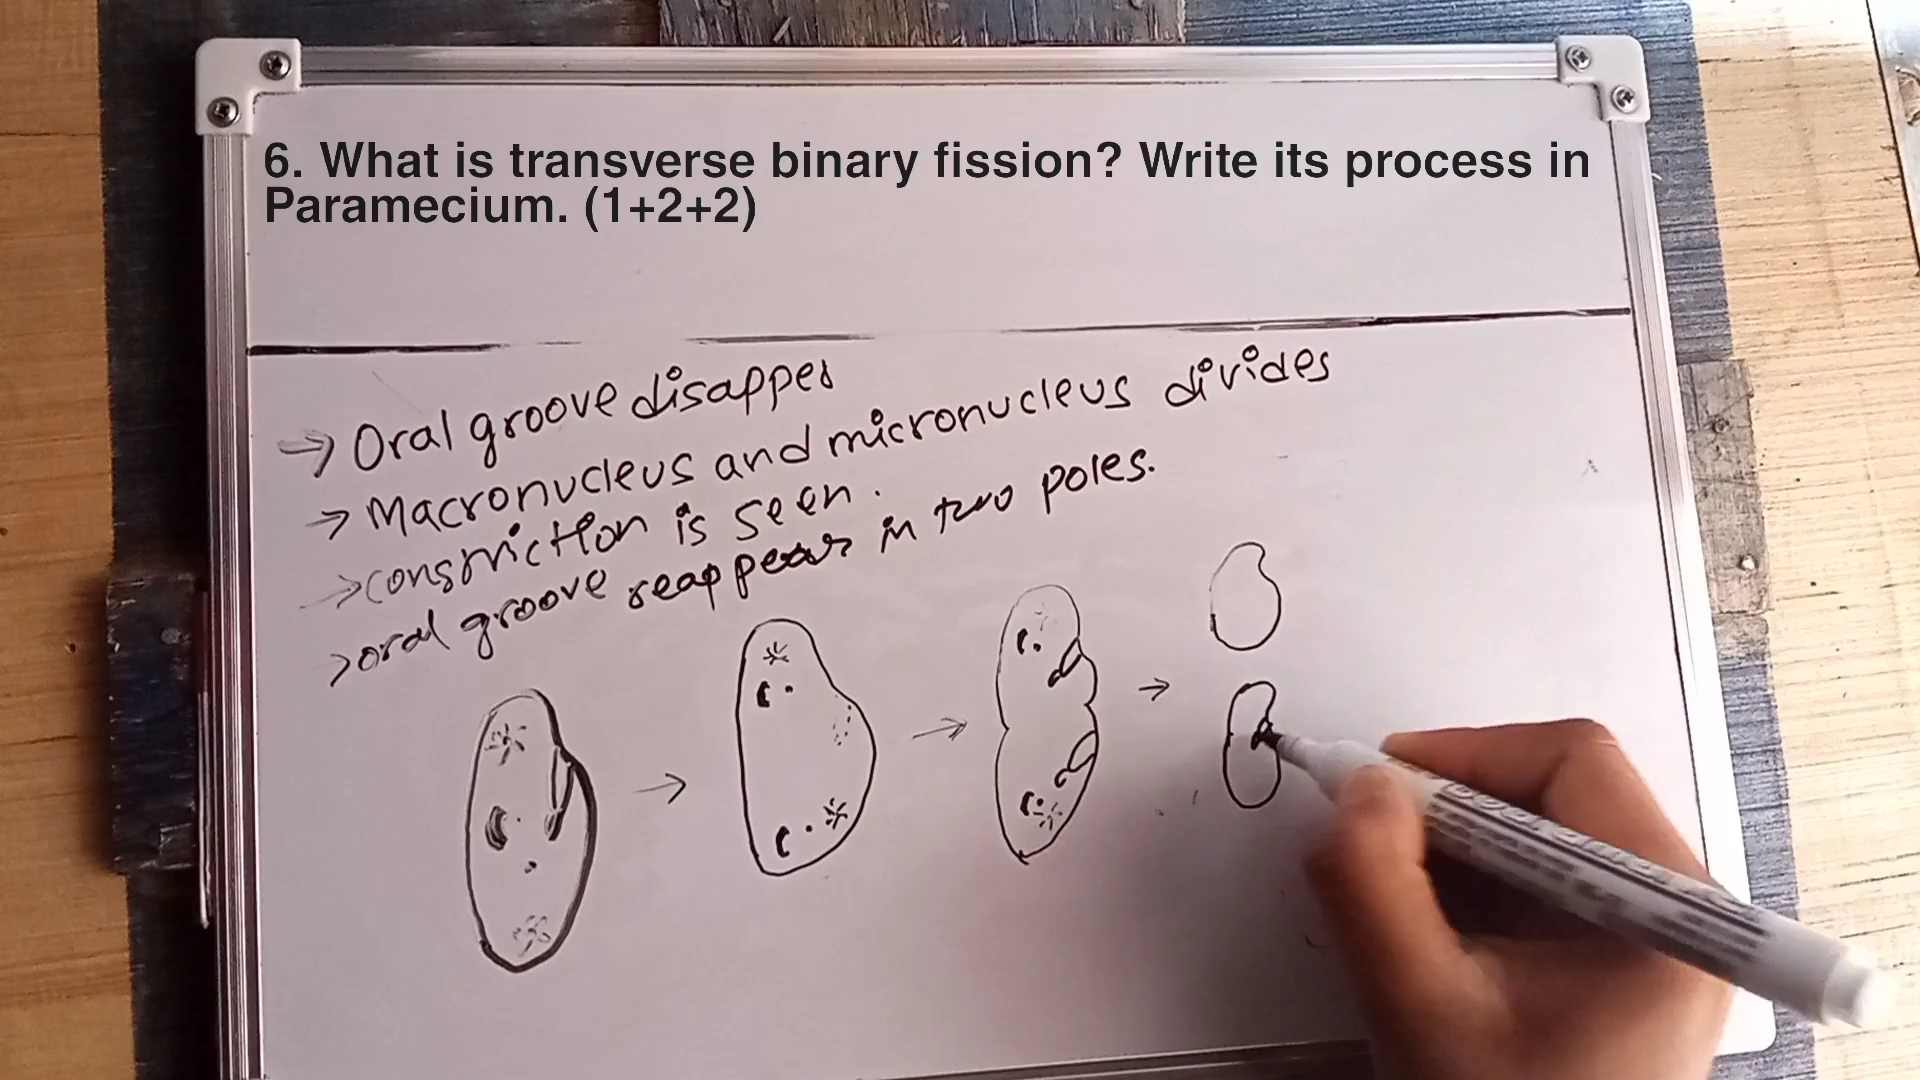 6. What is transverse binary fission? Write its process in
Paramecium. (1+2+2)
→ Oral groove disapper
→ Macronucleus and micronucleus divides
→ consriction is seen.
→ oral groove reappears in two poles.